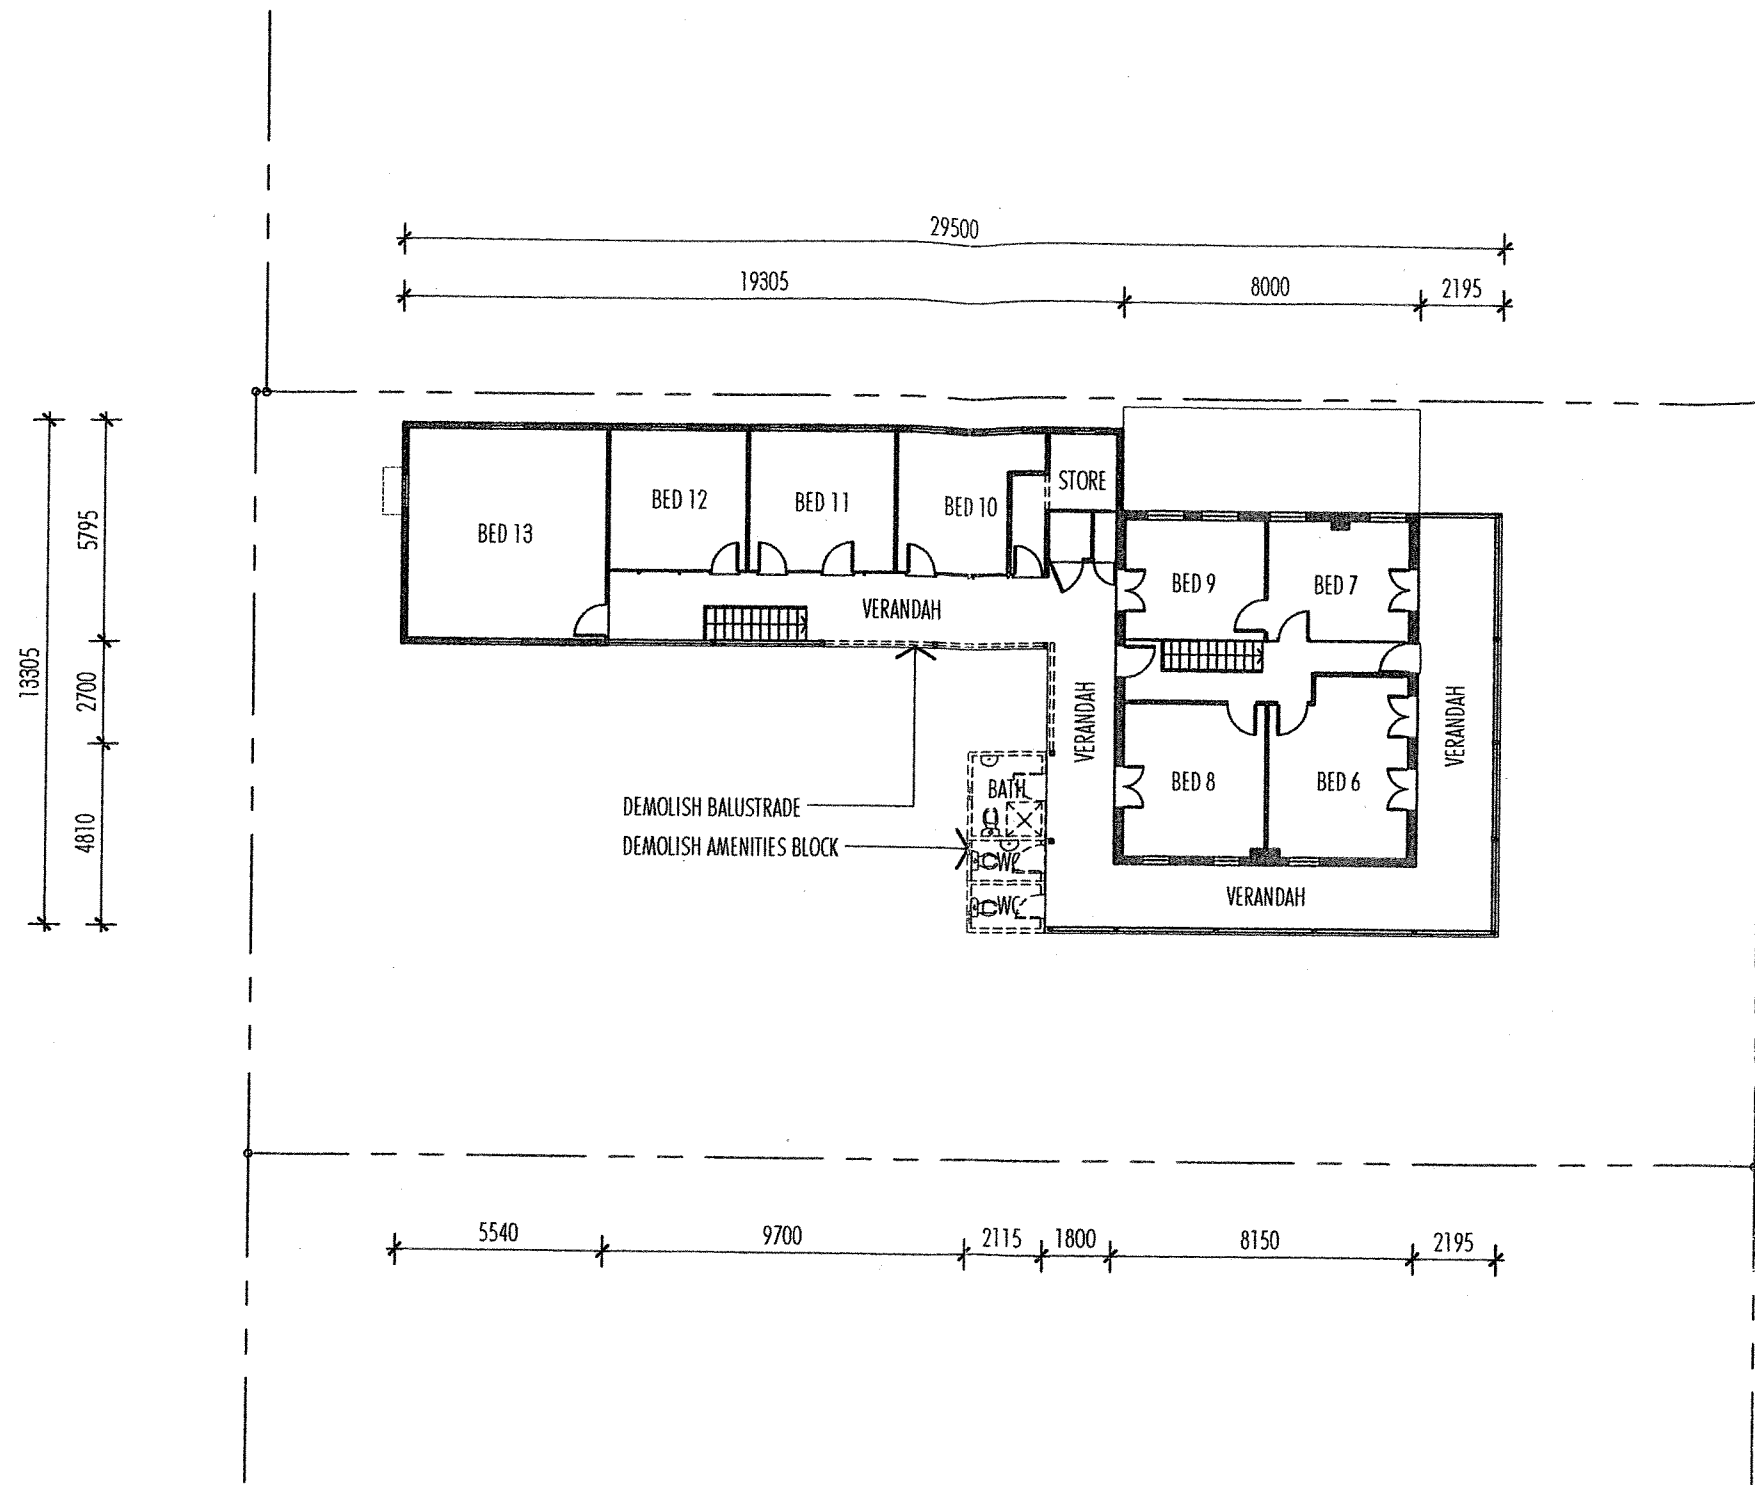 29500
19305
8000
2195
13305
5795
2700
4810
BED 13
BED 12
BED 11
BED 10
STORE
BED 9
BED 7
VERANDAH
VERANDAH
VERANDAH
BED 8
BED 6
BATH
DEMOLISH BALUSTRADE
DEMOLISH AMENITIES BLOCK
WC
WC
VERANDAH
5540
9700
2115
1800
8150
2195